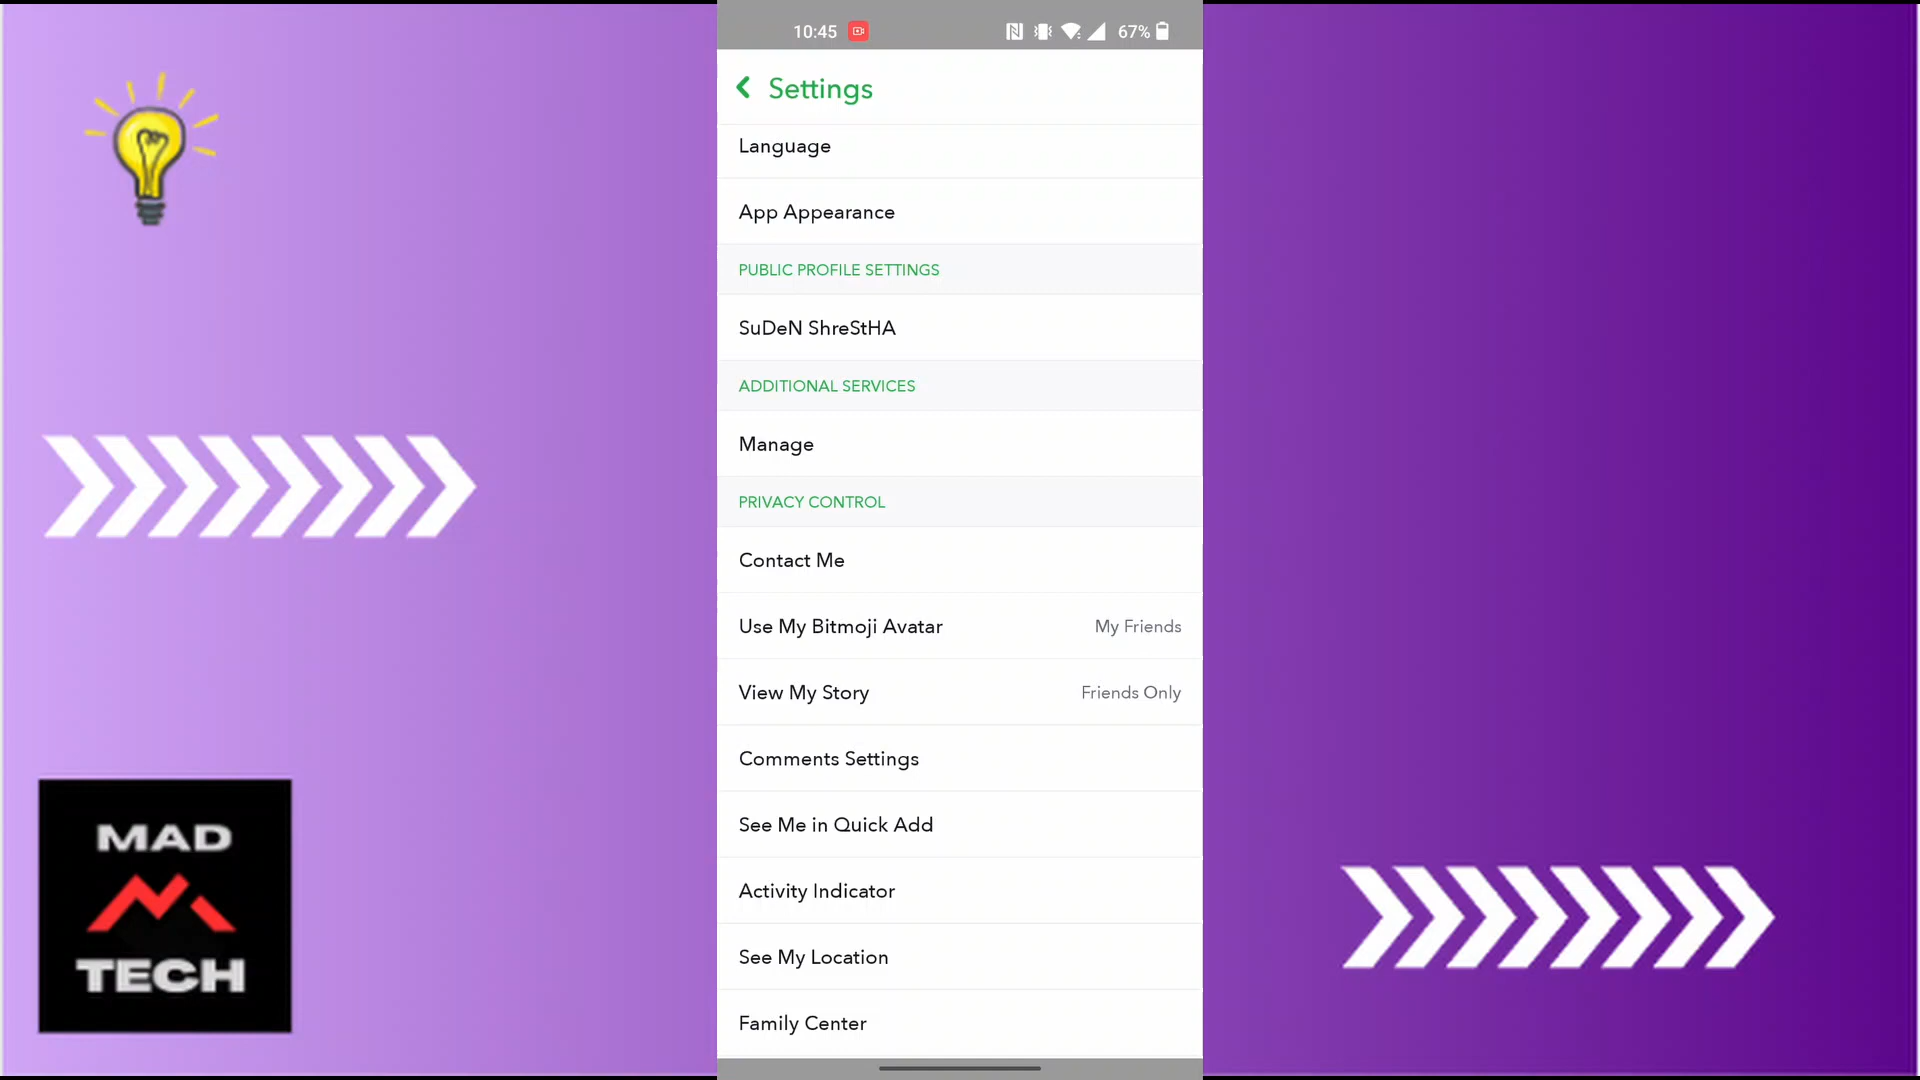 10:45
67%
Settings
Language
App Appearance
PUBLIC PROFILE SETTINGS
SuDeN ShreStHA
ADDITIONAL SERVICES
Manage
PRIVACY CONTROL
Contact Me
Use My Bitmoji Avatar My Friends
View My Story Friends Only
Comments Settings
See Me in Quick Add
Activity Indicator
See My Location
Family Center
MAD
TECH